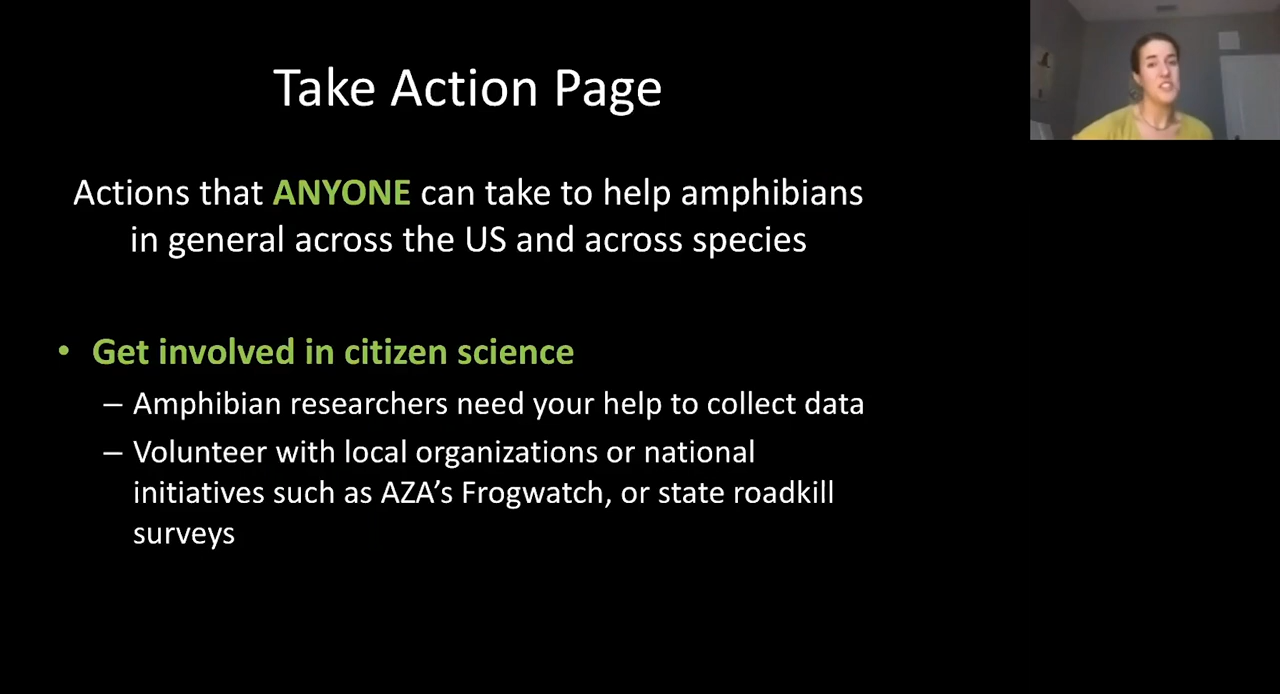 Take Action Page
Actions that ANYONE can take to help amphibians
in general across the US and across species
• Get involved in citizen science
– Amphibian researchers need your help to collect data
– Volunteer with local organizations or national
initiatives such as AZA’s Frogwatch, or state roadkill
surveys